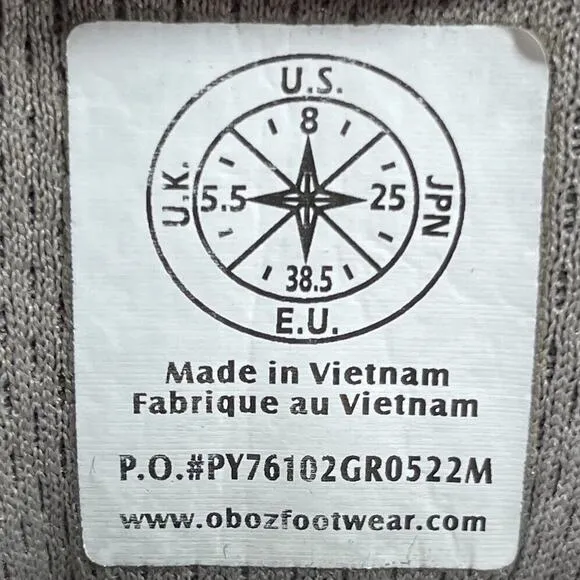 U.S.
8
U.K.
5.5
25
JPN
38.5
E.U.
Made in Vietnam
Fabrique au Vietnam
P.O.#PY76102GR0522M
www.obozfootwear.com